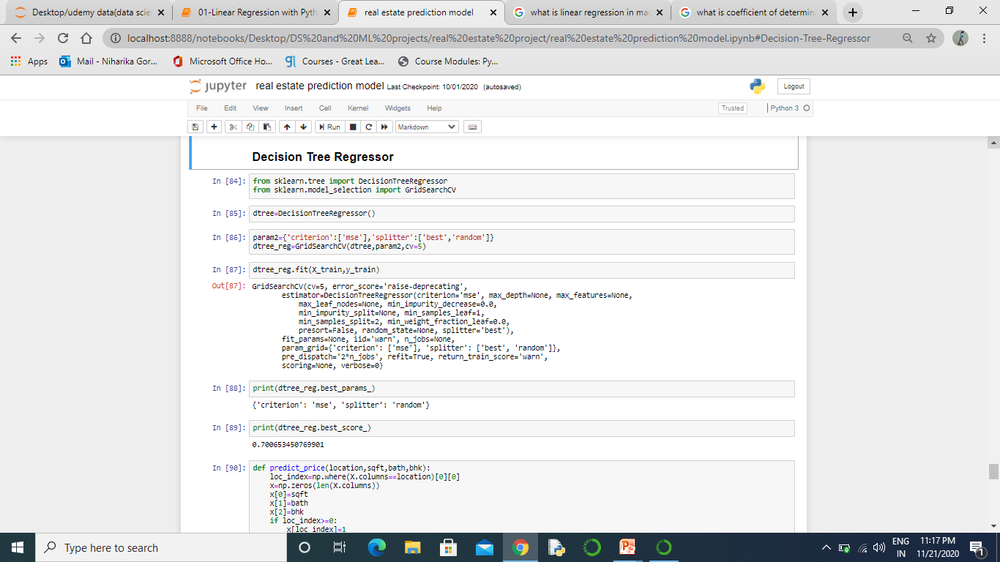 Desktop/udemy data(data scie
01-Linear Regression with Pyth
real estate prediction model
what is linear regression in ma
what is coefficient of determin
localhost:8888/notebooks/Desktop/DS%20and%20ML%20projects/real%20estate%20project/real%20estate%20prediction%20model.ipynb#Decision-Tree-Regressor
Apps
Mail - Niharika Gor...
Microsoft Office Ho...
Courses - Great Lea...
Course Modules: Py...
jupyter real estate prediction model Last Checkpoint: 10/01/2020 (autosaved)
Logout
File Edit View Insert Cell Kernel Widgets Help
Trusted
Python 3
Run
Markdown
Decision Tree Regressor
In [84]: from sklearn.tree import DecisionTreeRegressor
from sklearn.model_selection import GridSearchCV
In [85]: dtree=DecisionTreeRegressor()
In [86]: param2={'criterion':['mse'],'splitter':['best','random']}
dtree_reg=GridSearchCV(dtree,param2,cv=5)
In [87]: dtree_reg.fit(X_train,y_train)
Out[87]: GridSearchCV(cv=5, error_score='raise-deprecating',
estimator=DecisionTreeRegressor(criterion='mse', max_depth=None, max_features=None,
max_leaf_nodes=None, min_impurity_decrease=0.0,
min_impurity_split=None, min_samples_leaf=1,
min_samples_split=2, min_weight_fraction_leaf=0.0,
presort=False, random_state=None, splitter='best'),
fit_params=None, iid='warn', n_jobs=None,
param_grid={'criterion': ['mse'], 'splitter': ['best', 'random']},
pre_dispatch='2*n_jobs', refit=True, return_train_score='warn',
scoring=None, verbose=0)
In [88]: print(dtree_reg.best_params_)
{'criterion': 'mse', 'splitter': 'random'}
In [89]: print(dtree_reg.best_score_)
0.700653450769901
In [90]: def predict_price(location,sqft,bath,bhk):
loc_index=np.where(X.columns==location)[0][0]
x=np.zeros(len(X.columns))
x[0]=sqft
x[1]=bath
x[2]=bhk
if loc_index>=0:
x[loc_index]=1
Type here to search
ENG
IN
11:17 PM
11/21/2020
1